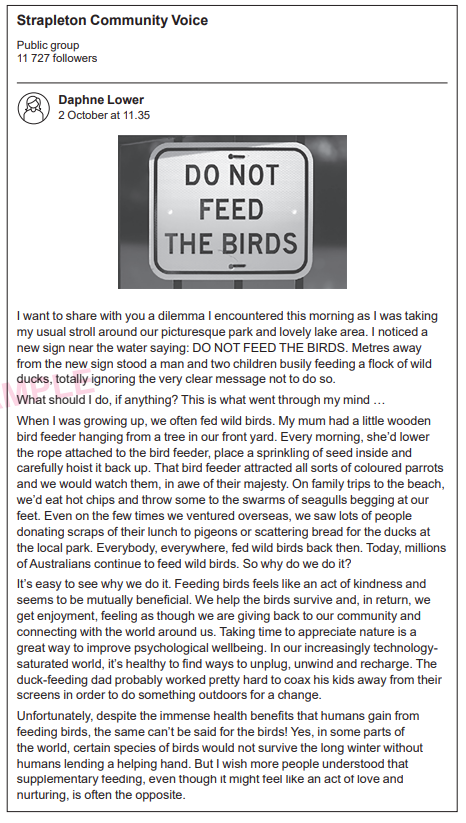 Strapleton Community Voice
Public group
11 727 followers
Daphne Lower
2 October at 11.35
DO NOT
FEED
THE BIRDS
I want to share with you a dilemma I encountered this morning as I was taking
my usual stroll around our picturesque park and lovely lake area. I noticed a
new sign near the water saying: DO NOT FEED THE BIRDS. Metres away
from the new sign stood a man and two children busily feeding a flock of wild
ducks, totally ignoring the very clear message not to do so.
What should I do, if anything? This is what went through my mind …
When I was growing up, we often fed wild birds. My mum had a little wooden
bird feeder hanging from a tree in our front yard. Every morning, she’d lower
the rope attached to the bird feeder, place a sprinkling of seed inside and
carefully hoist it back up. That bird feeder attracted all sorts of coloured parrots
and we would watch them, in awe of their majesty. On family trips to the beach,
we’d eat hot chips and throw some to the swarms of seagulls begging at our
feet. Even on the few times we ventured overseas, we saw lots of people
donating scraps of their lunch to pigeons or scattering bread for the ducks at
the local park. Everybody, everywhere, fed wild birds back then. Today, millions
of Australians continue to feed wild birds. So why do we do it?
It’s easy to see why we do it. Feeding birds feels like an act of kindness and
seems to be mutually beneficial. We help the birds survive and, in return, we
get enjoyment, feeling as though we are giving back to our community and
connecting with the world around us. Taking time to appreciate nature is a
great way to improve psychological wellbeing. In our increasingly technology-
saturated world, it’s healthy to find ways to unplug, unwind and recharge. The
duck-feeding dad probably worked pretty hard to coax his kids away from their
screens in order to do something outdoors for a change.
Unfortunately, despite the immense health benefits that humans gain from
feeding birds, the same can’t be said for the birds! Yes, in some parts of
the world, certain species of birds would not survive the long winter without
humans lending a helping hand. But I wish more people understood that
supplementary feeding, even though it might feel like an act of love and
nurturing, is often the opposite.